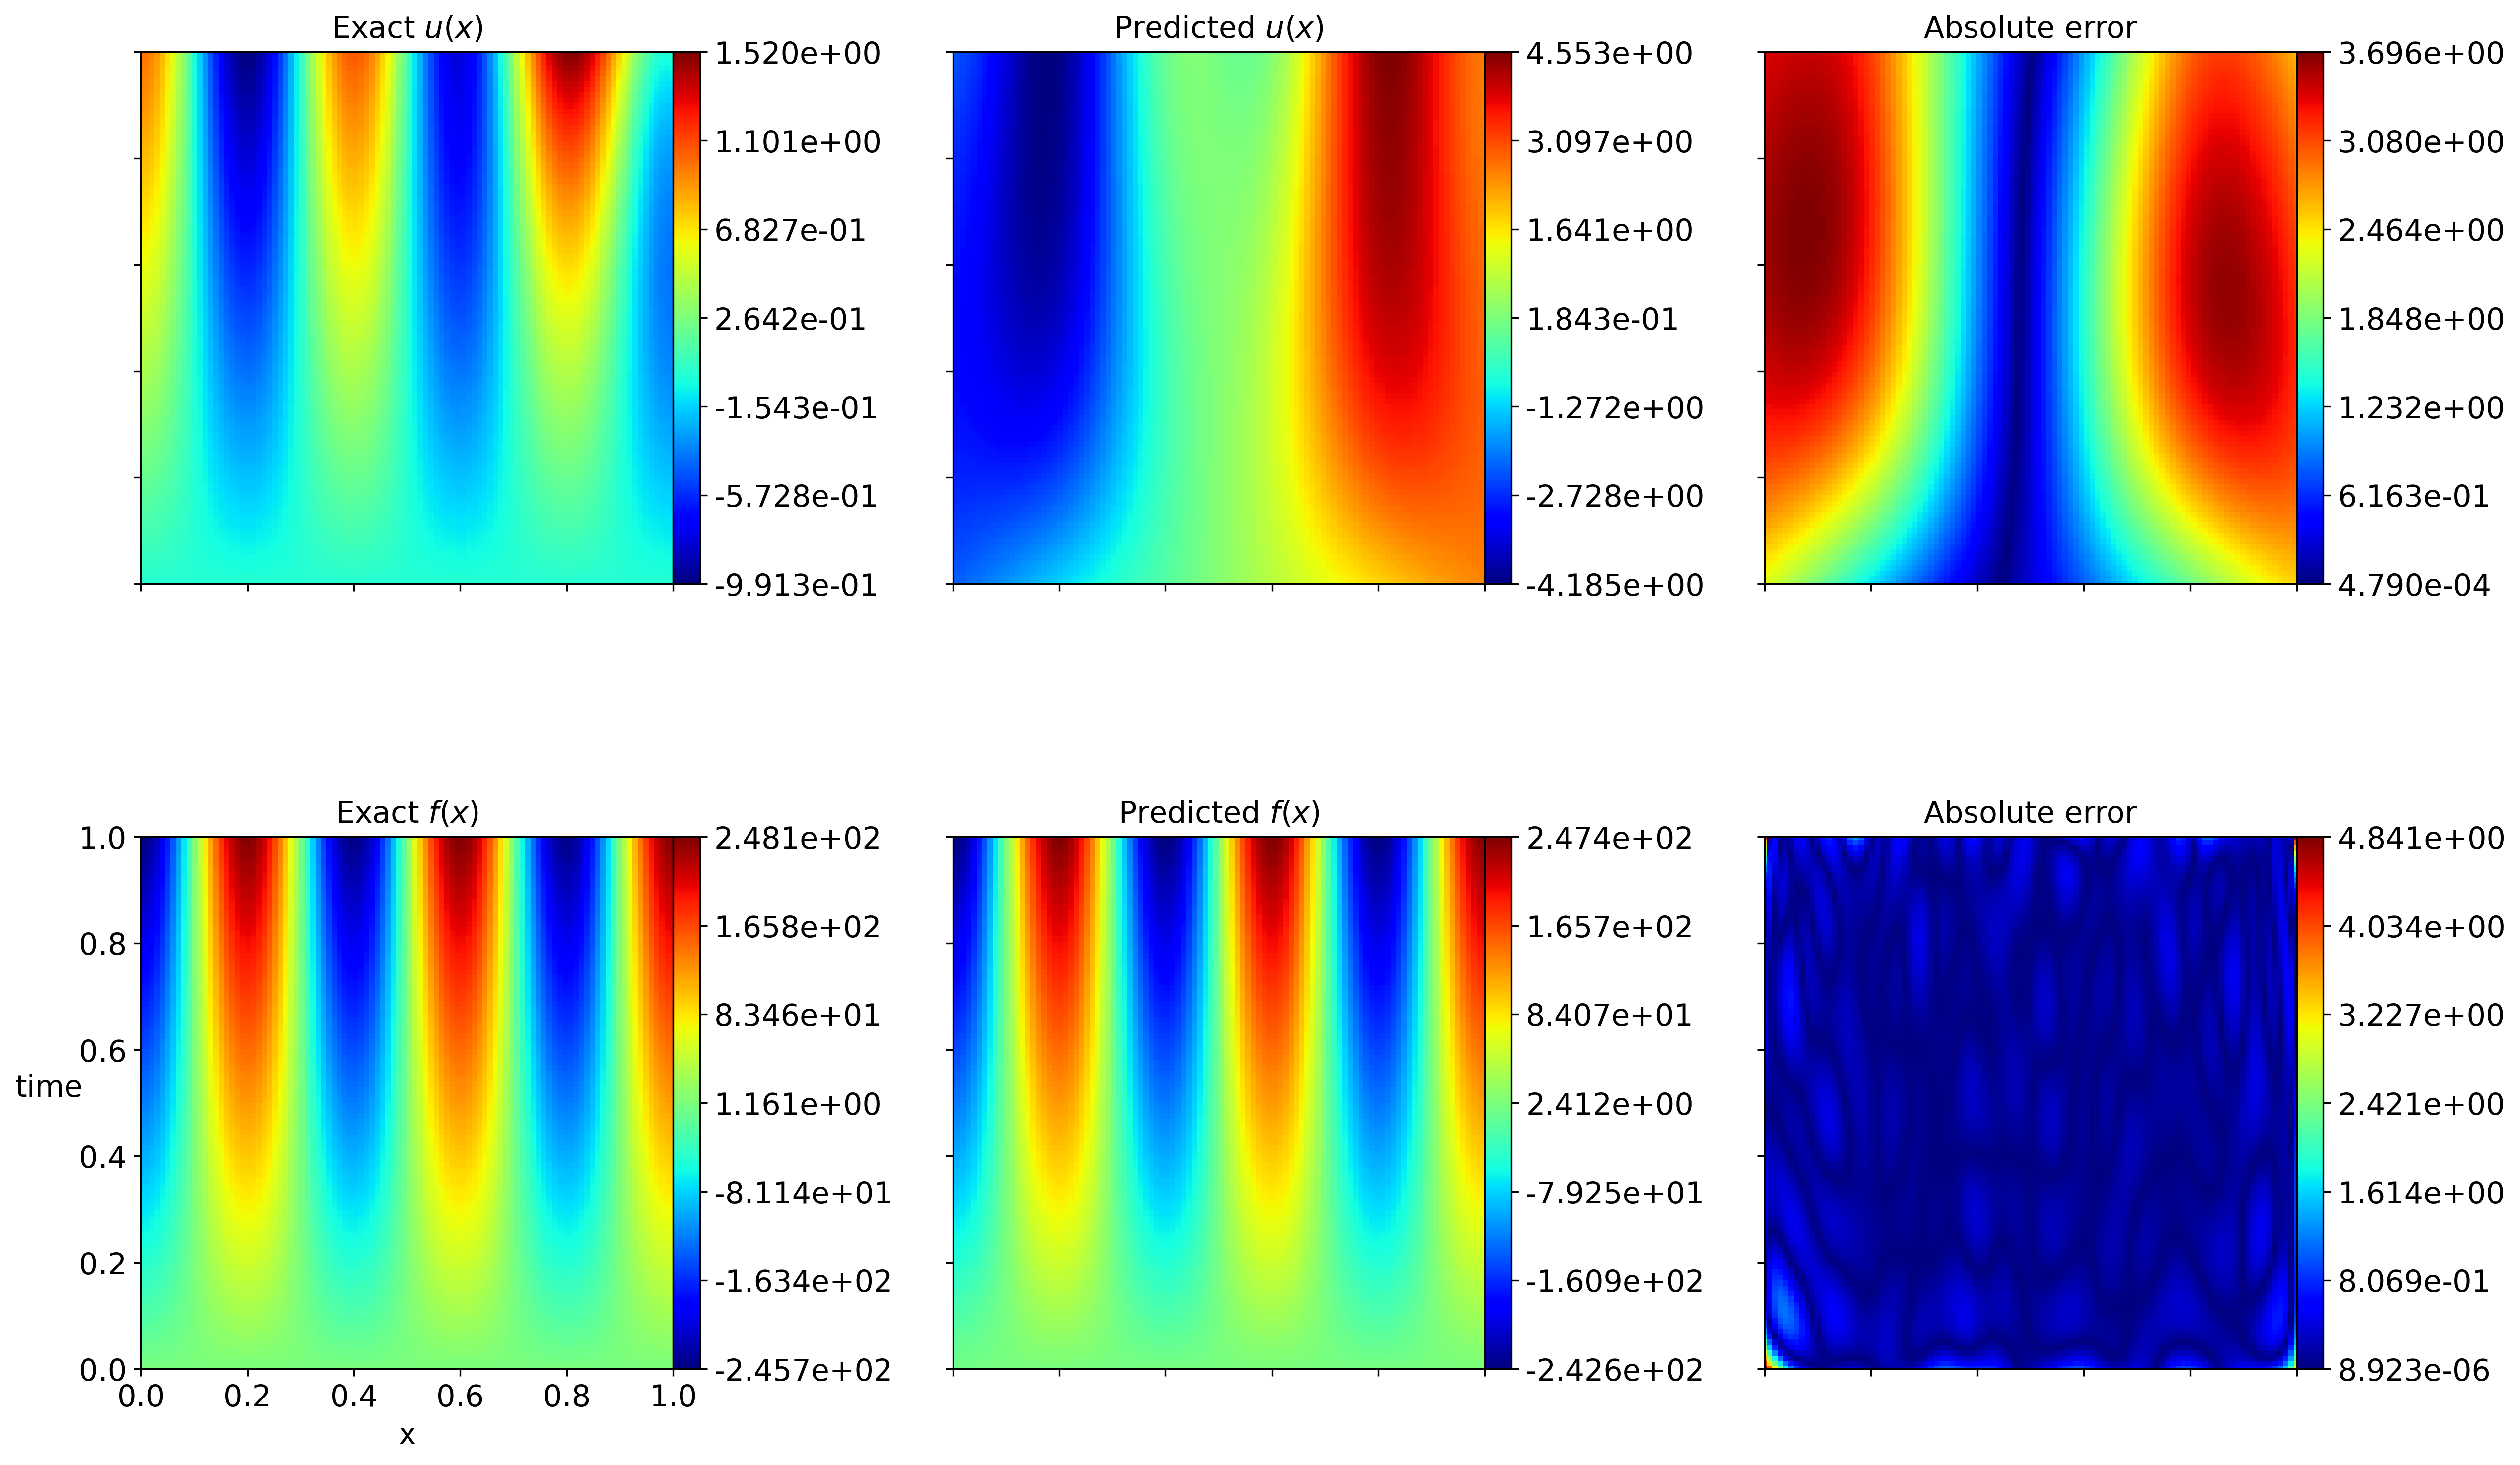 Exact u(x)
1.520e+00
1.101e+00
6.827e-01
2.642e-01
-1.543e-01
-5.728e-01
-9.913e-01
Predicted u(x)
4.553e+00
3.097e+00
1.641e+00
1.843e-01
-1.272e+00
-2.728e+00
-4.185e+00
Absolute error
3.696e+00
3.080e+00
2.464e+00
1.848e+00
1.232e+00
6.163e-01
4.790e-04
Exact f(x)
time
1.0
0.8
0.6
0.4
0.2
0.0
0.0 0.2 0.4 0.6 0.8 1.0
x
2.481e+02
1.658e+02
8.346e+01
1.161e+00
-8.114e+01
-1.634e+02
-2.457e+02
Predicted f(x)
2.474e+02
1.657e+02
8.407e+01
2.412e+00
-7.925e+01
-1.609e+02
-2.426e+02
Absolute error
4.841e+00
4.034e+00
3.227e+00
2.421e+00
1.614e+00
8.069e-01
8.923e-06